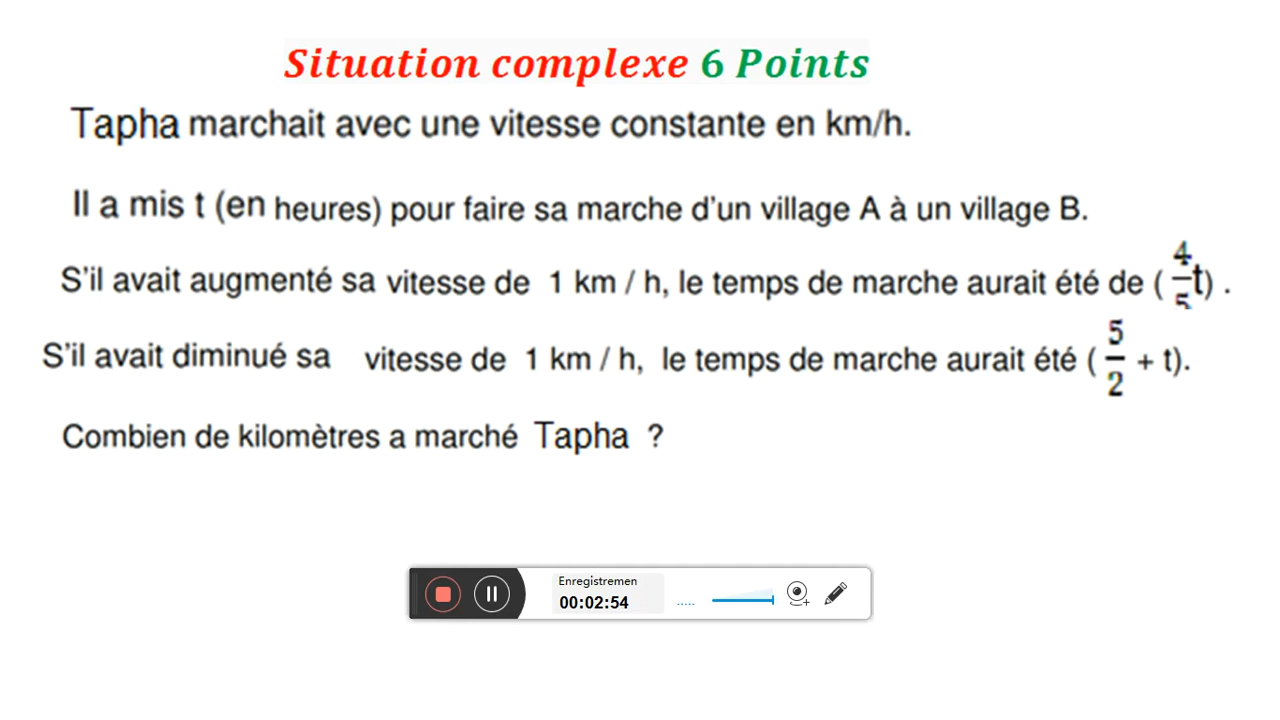 Situation complexe 6 Points
Tapha marchait avec une vitesse constante en km/h.
Il a mis t (en heures) pour faire sa marche d'un village A à un village B.
S'il avait augmenté sa vitesse de 1 km / h, le temps de marche aurait été de ( 4/5 t) .
S'il avait diminué sa vitesse de 1 km / h, le temps de marche aurait été ( 5/2 + t).
Combien de kilomètres a marché Tapha ?
Enregistremen
00:02:54